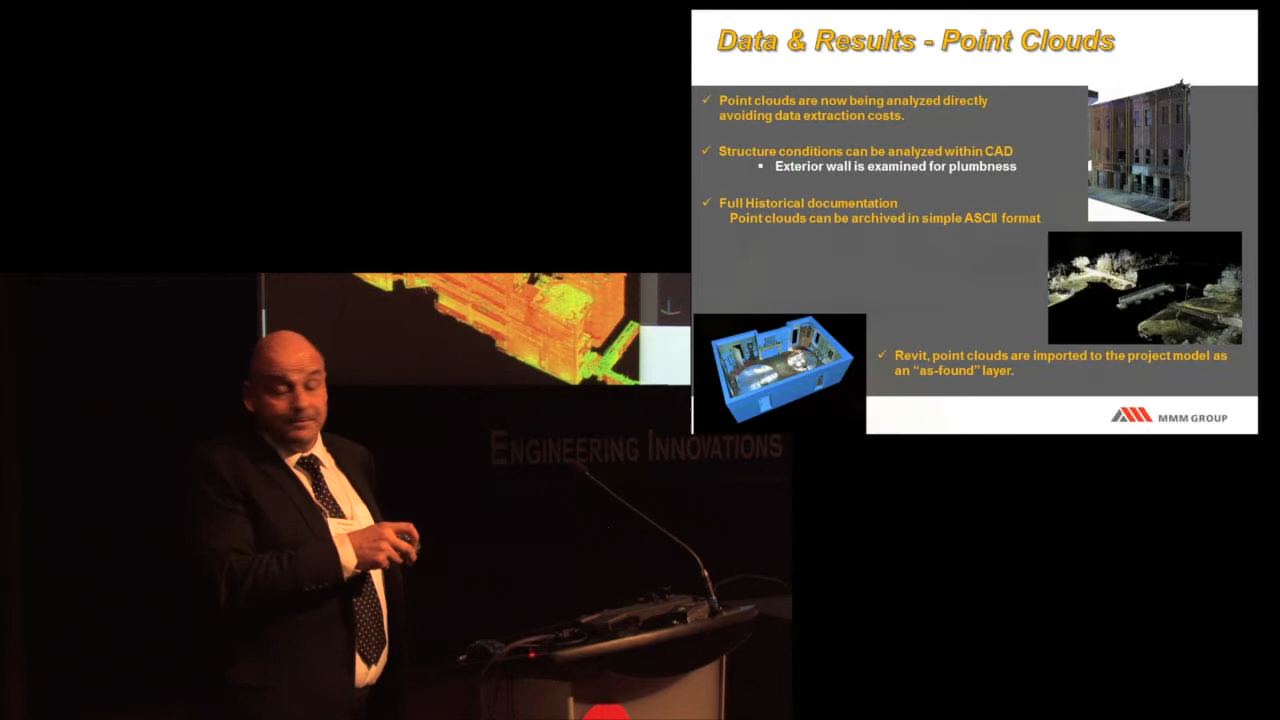 Data & Results - Point Clouds
✓ Point clouds are now being analyzed directly
avoiding data extraction costs.
✓ Structure conditions can be analyzed within CAD
▪ Exterior wall is examined for plumbness
✓ Full Historical documentation
Point clouds can be archived in simple ASCII format
✓ Revit, point clouds are imported to the project model as
an “as-found” layer.
MMM GROUP
ENGINEERING INNOVATIONS